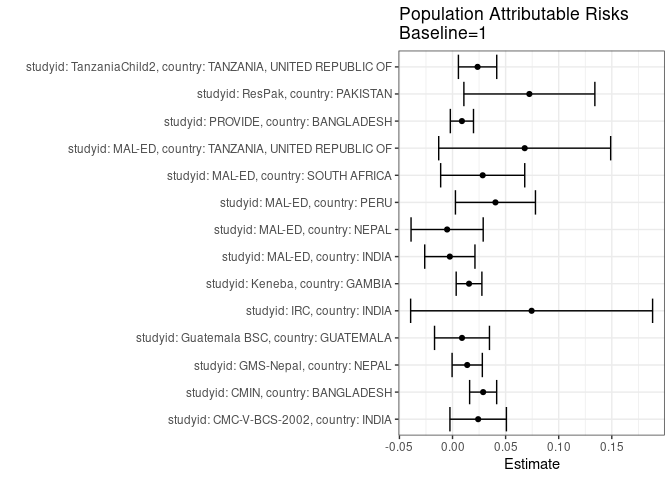 Population Attributable Risks
Baseline=1
studyid: TanzaniaChild2, country: TANZANIA, UNITED REPUBLIC OF
studyid: ResPak, country: PAKISTAN
studyid: PROVIDE, country: BANGLADESH
studyid: MAL-ED, country: TANZANIA, UNITED REPUBLIC OF
studyid: MAL-ED, country: SOUTH AFRICA
studyid: MAL-ED, country: PERU
studyid: MAL-ED, country: NEPAL
studyid: MAL-ED, country: INDIA
studyid: Keneba, country: GAMBIA
studyid: IRC, country: INDIA
studyid: Guatemala BSC, country: GUATEMALA
studyid: GMS-Nepal, country: NEPAL
studyid: CMIN, country: BANGLADESH
studyid: CMC-V-BCS-2002, country: INDIA
-0.05 0.00 0.05 0.10 0.15
Estimate